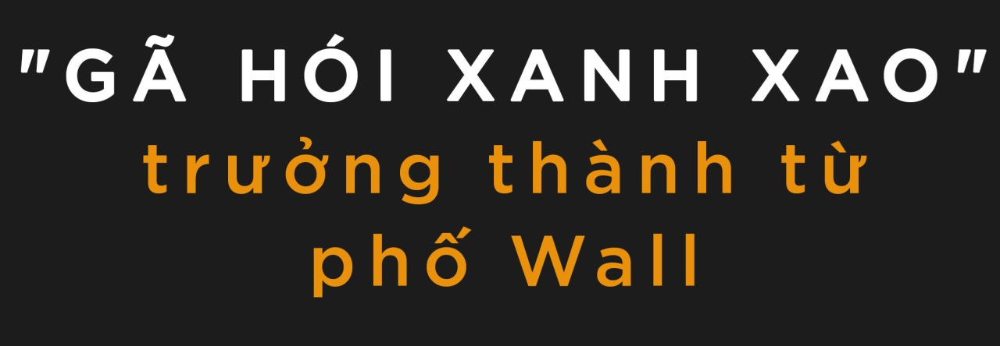 "GÃ HÓI XANH XAO"
trưởng thành từ
phố Wall